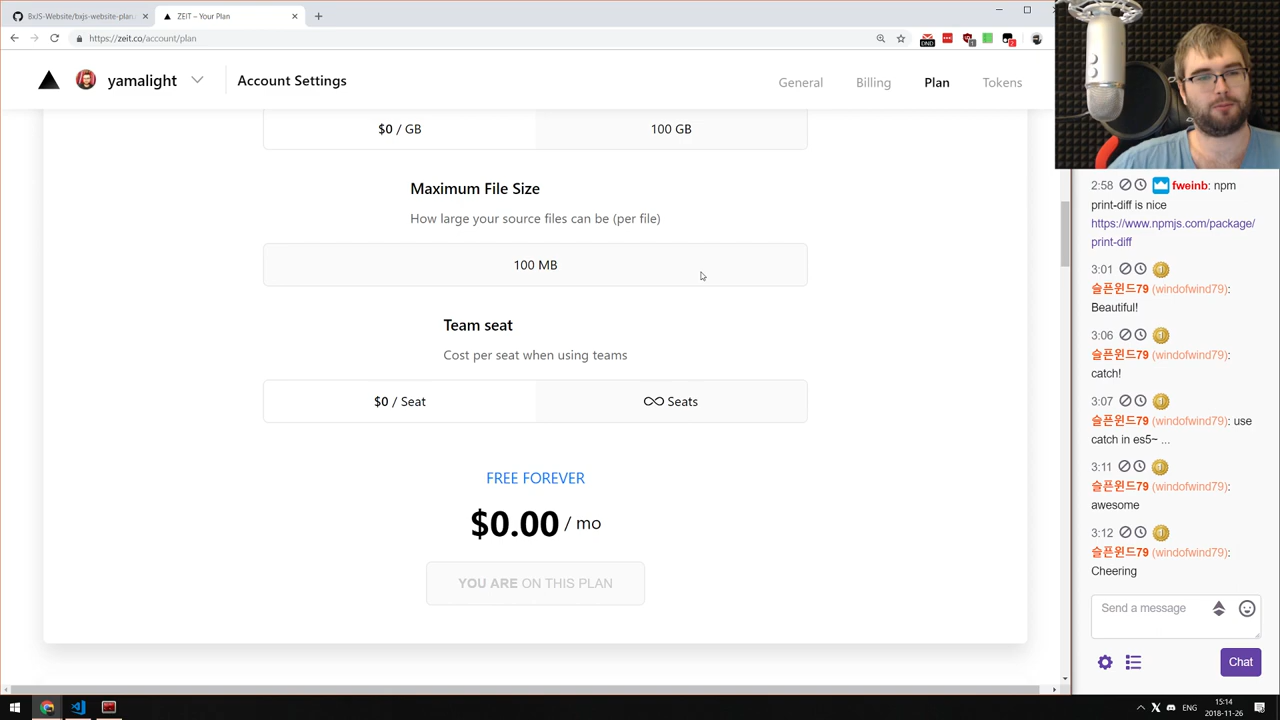 BxJS-Website/bxjs-website-plan
ZEIT – Your Plan
https://zeit.co/account/plan
yamalight
Account Settings
General
Billing
Plan
Tokens
$0 / GB
100 GB
Maximum File Size
How large your source files can be (per file)
100 MB
Team seat
Cost per seat when using teams
$0 / Seat
∞ Seats
FREE FOREVER
$0.00 / mo
YOU ARE ON THIS PLAN
2:58 fweinb: npm
print-diff is nice
https://www.npmjs.com/package/
print-diff
3:01
슬픈윈드79 (windofwind79):
Beautiful!
3:06
슬픈윈드79 (windofwind79):
catch!
3:07
슬픈윈드79 (windofwind79): use
catch in es5~ ...
3:11
슬픈윈드79 (windofwind79):
awesome
3:12
슬픈윈드79 (windofwind79):
Cheering
Send a message
Chat
ENG
15:14
2018-11-26